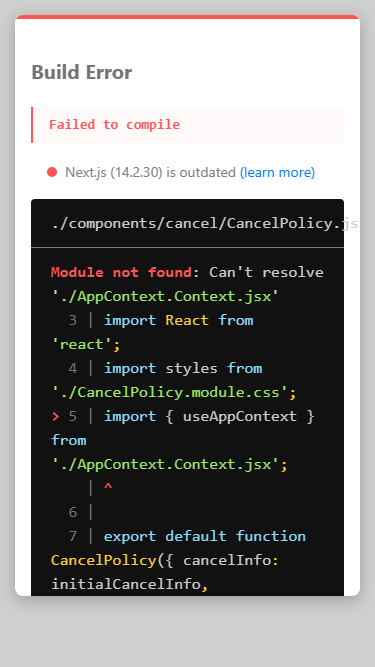 Build Error
Failed to compile
Next.js (14.2.30) is outdated (learn more)
./components/cancel/CancelPolicy.js
Module not found: Can't resolve
'./AppContext.Context.jsx'
3 | import React from
'react';
4 | import styles from
'./CancelPolicy.module.css';
> 5 | import { useAppContext }
from
'./AppContext.Context.jsx';
| ^
6 |
7 | export default function
CancelPolicy({ cancelInfo:
initialCancelInfo,